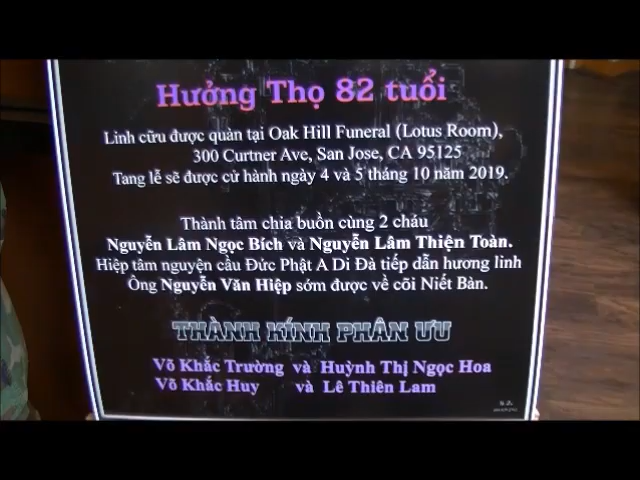 Hưởng Thọ 82 tuổi
Linh cữu được quàn tại Oak Hill Funeral (Lotus Room),
300 Curtner Ave, San Jose, CA 95125
Tang lễ sẽ được cử hành ngày 4 và 5 tháng 10 năm 2019.
Thành tâm chia buồn cùng 2 cháu
Nguyễn Lâm Ngọc Bích và Nguyễn Lâm Thiện Toàn.
Hiệp tâm nguyện cầu Đức Phật A Di Đà tiếp dẫn hương linh
Ông Nguyễn Văn Hiệp sớm được về cõi Niết Bàn.
THÀNH KÍNH PHÂN ƯU
Võ Khắc Trường và Huỳnh Thị Ngọc Hoa
Võ Khắc Huy và Lê Thiên Lam